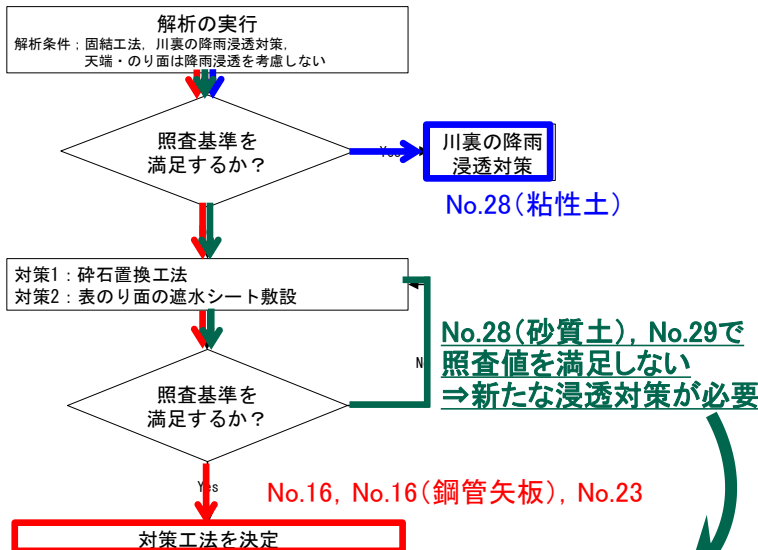 解析の実行
解析条件；固結工法，川裏の降雨浸透対策，
天端・のり面は降雨浸透を考慮しない
照査基準を
満足するか？
Yes
川裏の降雨
浸透対策
No.28（粘性土）
対策1：砕石置換工法
対策2：表のり面の遮水シート敷設
No.28（砂質土），No.29で
照査値を満足しない
⇒新たな浸透対策が必要
N
照査基準を
満足するか？
Yes
No.16，No.16（鋼管矢板），No.23
対策工法を決定